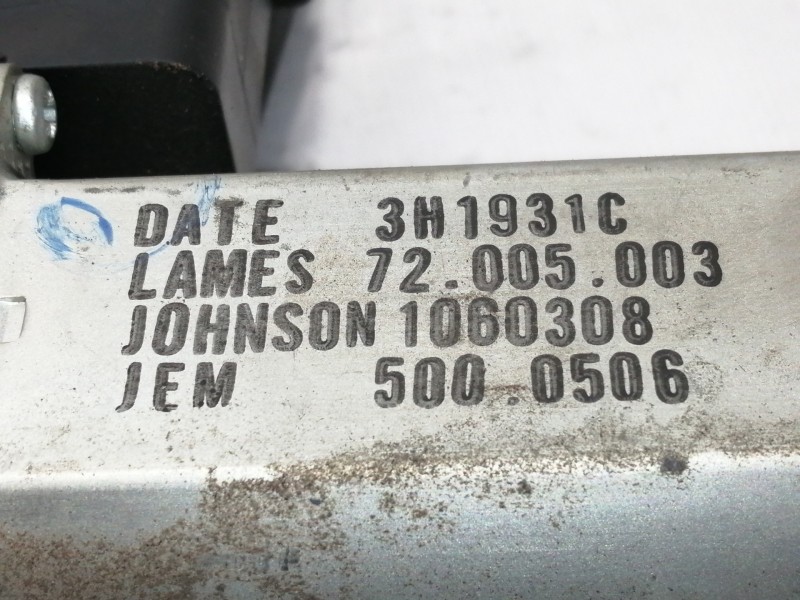 DATE 3H1931C
LAMES 72.005.003
JOHNSON 1060308
JEM 500.0506